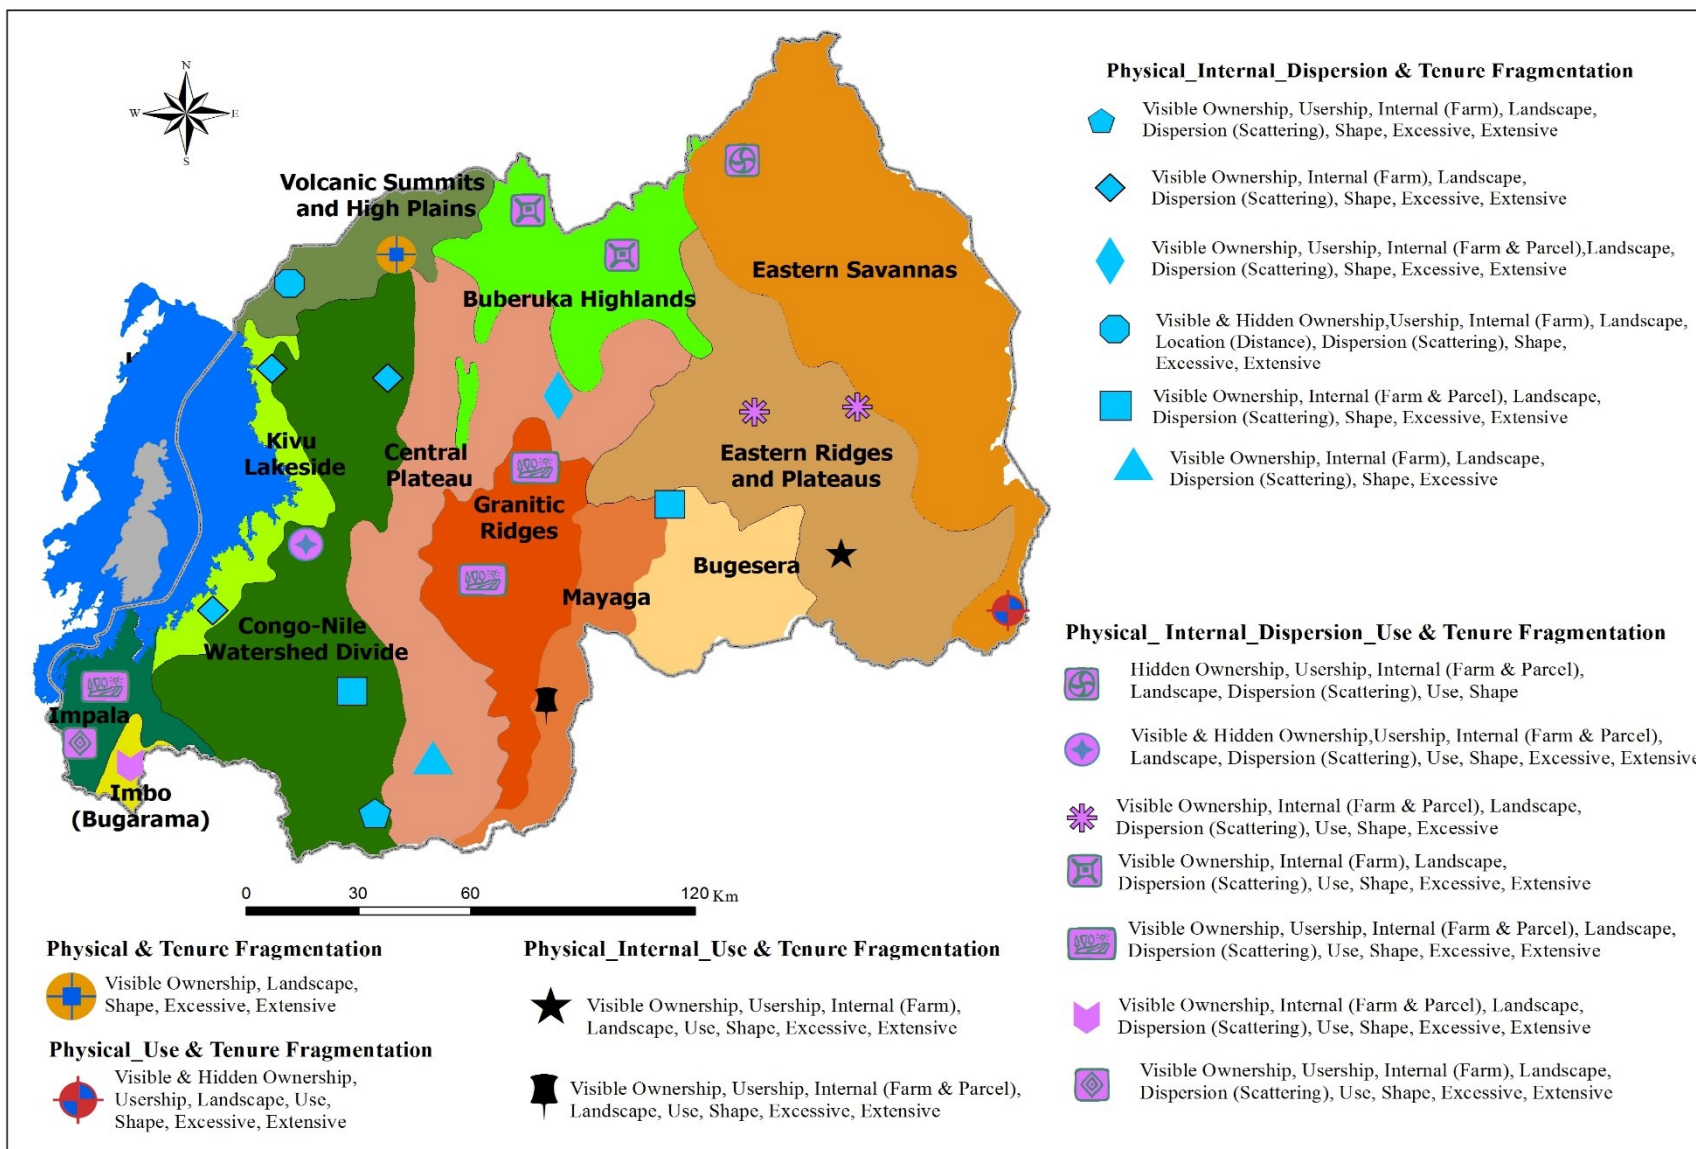 N
W
E
S
Volcanic Summits
and High Plains
Buberuka Highlands
Eastern Savannas
Kivu
Lakeside
Central
Plateau
Eastern Ridges
and Plateaus
Granitic
Ridges
Bugesera
Mayaga
Congo-Nile
Watershed Divide
Impala
Imbo
(Bugarama)
0 30 60 120 Km
Physical & Tenure Fragmentation
Visible Ownership, Landscape,
Shape, Excessive, Extensive
Physical_Use & Tenure Fragmentation
Visible & Hidden Ownership,
Usership, Landscape, Use,
Shape, Excessive, Extensive
Physical_Internal_Use & Tenure Fragmentation
Visible Ownership, Usership, Internal (Farm),
Landscape, Use, Shape, Excessive, Extensive
Visible Ownership, Usership, Internal (Farm & Parcel),
Landscape, Use, Shape, Excessive, Extensive
Physical_Internal_Dispersion & Tenure Fragmentation
Visible Ownership, Usership, Internal (Farm), Landscape,
Dispersion (Scattering), Shape, Excessive, Extensive
Visible Ownership, Internal (Farm), Landscape,
Dispersion (Scattering), Shape, Excessive, Extensive
Visible Ownership, Usership, Internal (Farm & Parcel),Landscape,
Dispersion (Scattering), Shape, Excessive, Extensive
Visible & Hidden Ownership,Usership, Internal (Farm), Landscape,
Location (Distance), Dispersion (Scattering), Shape,
Excessive, Extensive
Visible Ownership, Internal (Farm & Parcel), Landscape,
Dispersion (Scattering), Shape, Excessive, Extensive
Visible Ownership, Internal (Farm), Landscape,
Dispersion (Scattering), Shape, Excessive
Physical_ Internal_Dispersion_Use & Tenure Fragmentation
Hidden Ownership, Usership, Internal (Farm & Parcel),
Landscape, Dispersion (Scattering), Use, Shape
Visible & Hidden Ownership,Usership, Internal (Farm & Parcel),
Landscape, Dispersion (Scattering), Use, Shape, Excessive, Extensive
Visible Ownership, Internal (Farm & Parcel), Landscape,
Dispersion (Scattering), Use, Shape, Excessive
Visible Ownership, Internal (Farm), Landscape,
Dispersion (Scattering), Use, Shape, Excessive, Extensive
Visible Ownership, Usership, Internal (Farm & Parcel), Landscape,
Dispersion (Scattering), Use, Shape, Excessive, Extensive
Visible Ownership, Internal (Farm & Parcel), Landscape,
Dispersion (Scattering), Use, Shape, Excessive, Extensive
Visible Ownership, Usership, Internal (Farm), Landscape,
Dispersion (Scattering), Use, Shape, Excessive, Extensive